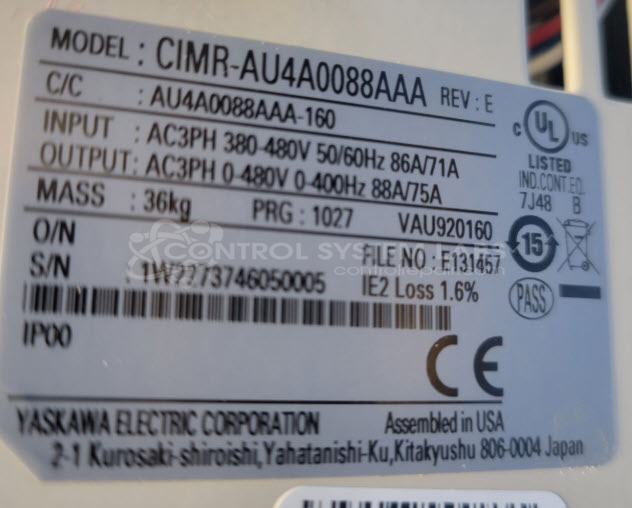 MODEL : CIMR-AU4A0088AAA REV : E
C/C : AU4A0088AAA-160
INPUT : AC3PH 380-480V 50/60Hz 86A/71A
OUTPUT: AC3PH 0-480V 0-400Hz 88A/75A
MASS : 36kg PRG : 1027 VAU920160
O/N FILE NO : E131457
S/N : 1W2273746050005 IE2 Loss 1.6%
IP00
C UL US
LISTED
IND.CONT.EQ.
7J48 B
15
PASS
CE
YASKAWA ELECTRIC CORPORATION Assembled in USA
2-1 Kurosaki-shiroishi,Yahatanishi-Ku,Kitakyushu 806-0004 Japan